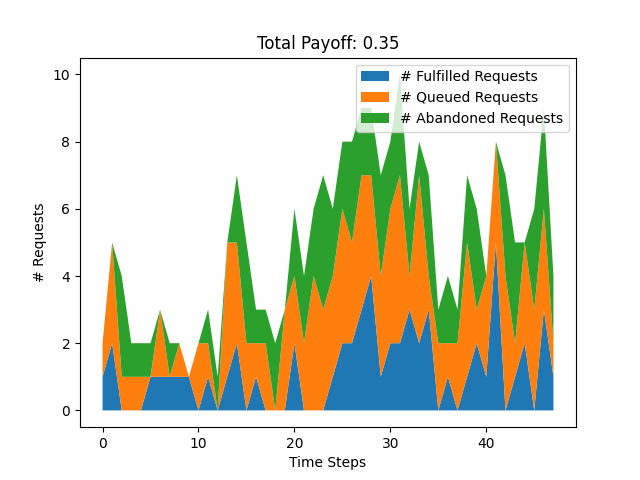 Total Payoff: 0.35
# Fulfilled Requests
# Queued Requests
# Abandoned Requests
10
8
6
4
2
0
# Requests
0 10 20 30 40
Time Steps